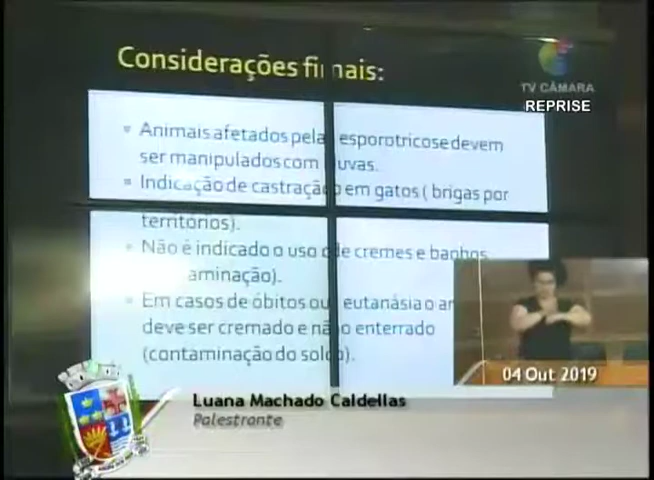 Considerações finais:
TV CÂMARA
REPRISE
Animais afetados pela esporotricose devem
ser manipulados com luvas.
Indicação de castração em gatos ( brigas por
territórios).
Não é indicado o uso de cremes e banhos
aminação).
Em casos de óbitos ou eutanásia o an
deve ser cremado e não enterrado
(contaminação do solo).
04 Out 2019
Luana Machado Caldellas
Palestrante